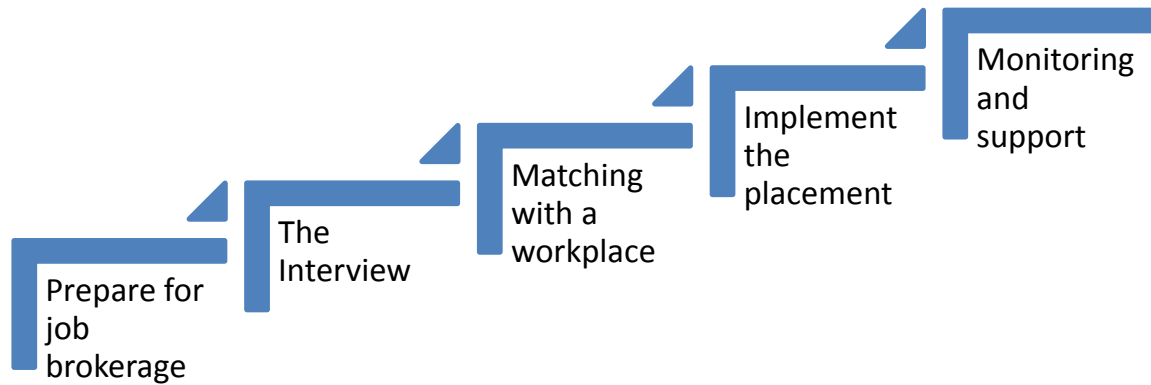 Prepare for
job
brokerage
The
Interview
Matching
with a
workplace
Implement
the
placement
Monitoring
and
support